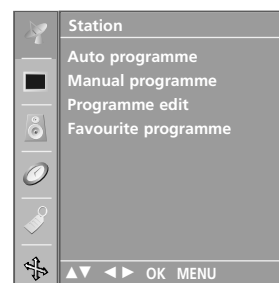 Station
Auto programme
Manual programme
Programme edit
Favourite programme
▲▼ ◄► OK MENU